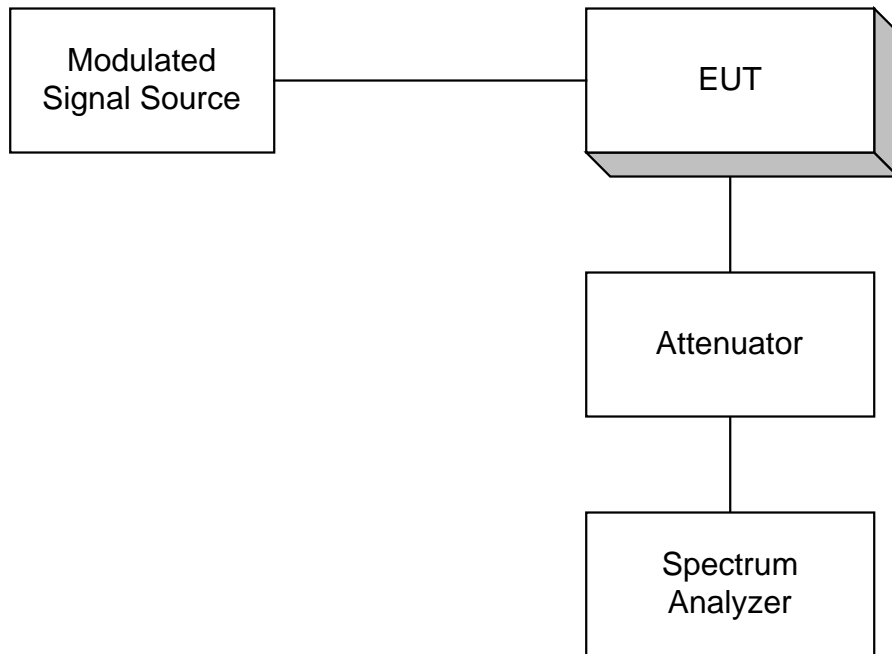 Modulated
Signal Source
EUT
Attenuator
Spectrum
Analyzer